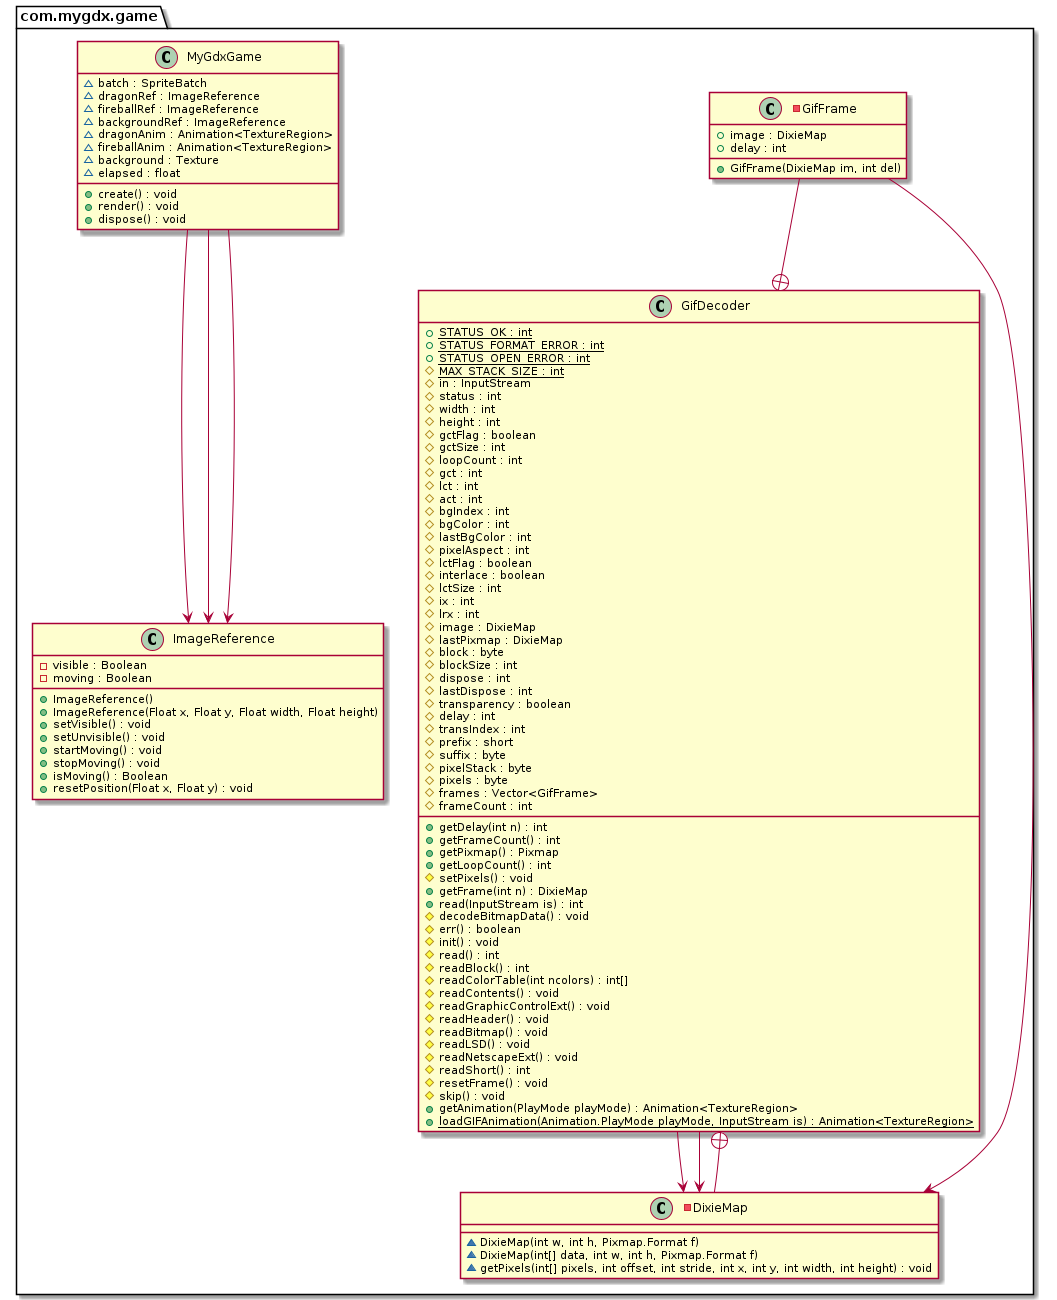 com.mygdx.game
C MyGdxGame
batch : SpriteBatch
dragonRef : ImageReference
fireballRef : ImageReference
backgroundRef : ImageReference
dragonAnim : Animation<TextureRegion>
fireballAnim : Animation<TextureRegion>
background : Texture
elapsed : float
create() : void
render() : void
dispose() : void
C GifFrame
image : DixieMap
delay : int
GifFrame(DixieMap im, int del)
C GifDecoder
STATUS_OK : int
STATUS_FORMAT_ERROR : int
STATUS_OPEN_ERROR : int
MAX_STACK_SIZE : int
in : InputStream
status : int
width : int
height : int
gctFlag : boolean
gctSize : int
loopCount : int
gct : int
lct : int
act : int
bgIndex : int
bgColor : int
lastBgColor : int
pixelAspect : int
lctFlag : boolean
interlace : boolean
lctSize : int
ix : int
lrx : int
image : DixieMap
lastPixmap : DixieMap
block : byte
blockSize : int
dispose : int
lastDispose : int
transparency : boolean
delay : int
transIndex : int
prefix : short
suffix : byte
pixelStack : byte
pixels : byte
frames : Vector<GifFrame>
frameCount : int
getDelay(int n) : int
getFrameCount() : int
getPixmap() : Pixmap
getLoopCount() : int
setPixels() : void
getFrame(int n) : DixieMap
read(InputStream is) : int
decodeBitmapData() : void
err() : boolean
init() : void
read() : int
readBlock() : int
readColorTable(int ncolors) : int[]
readContents() : void
readGraphicControlExt() : void
readHeader() : void
readBitmap() : void
readLSD() : void
readNetscapeExt() : void
readShort() : int
resetFrame() : void
skip() : void
getAnimation(PlayMode playMode) : Animation<TextureRegion>
loadGIFAnimation(Animation.PlayMode playMode, InputStream is) : Animation<TextureRegion>
C ImageReference
visible : Boolean
moving : Boolean
ImageReference()
ImageReference(Float x, Float y, Float width, Float height)
setVisible() : void
setUnvisible() : void
startMoving() : void
stopMoving() : void
isMoving() : Boolean
resetPosition(Float x, Float y) : void
C DixieMap
DixieMap(int w, int h, Pixmap.Format f)
DixieMap(int[] data, int w, int h, Pixmap.Format f)
getPixels(int[] pixels, int offset, int stride, int x, int y, int width, int height) : void